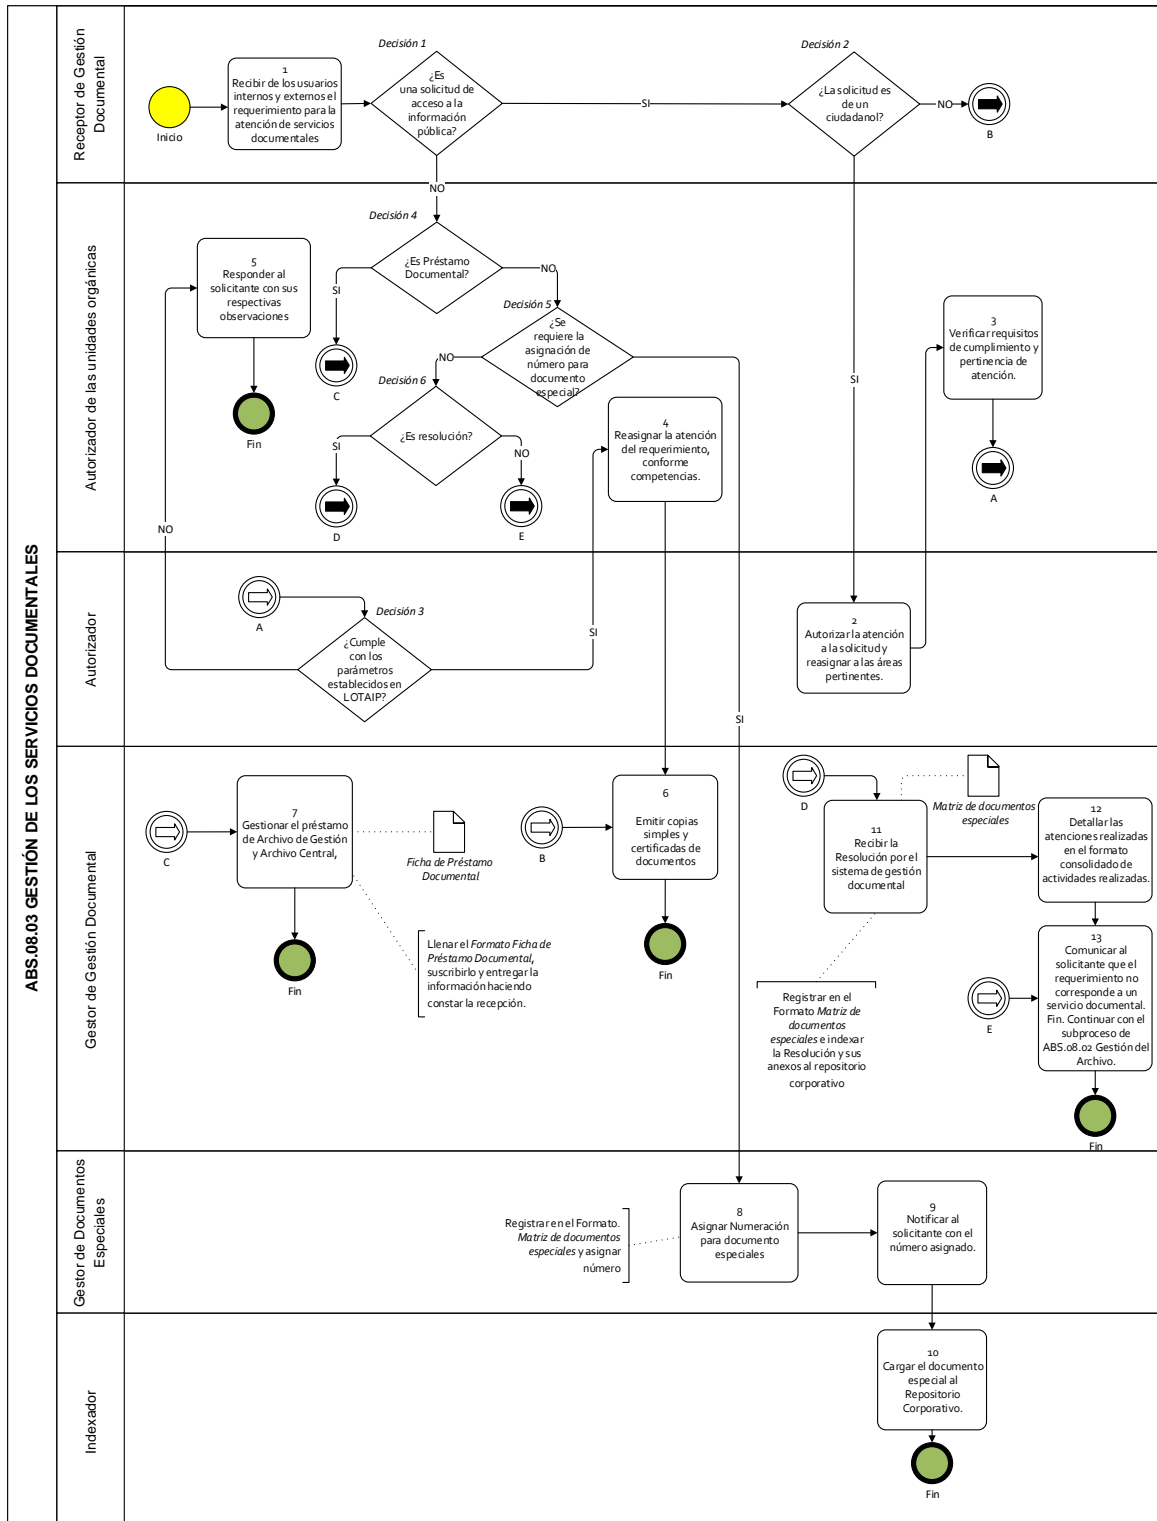 ABS.08.03 GESTIÓN DE LOS SERVICIOS DOCUMENTALES
Receptor de Gestión
Documental
Inicio
1
Recibir de los usuarios
internos y externos el
requerimiento para la
atención de servicios
documentales
Decisión 1
¿Es
una solicitud de
acceso a la
información
pública?
SI
NO
Decisión 2
¿La solicitud es
de un
ciudadanol?
NO
B
SI
Autorizador de las unidades orgánicas
5
Responder al
solicitante con sus
respectivas
observaciones
Fin
NO
Decisión 4
¿Es Préstamo
Documental?
SI
C
NO
Decisión 5
¿Se
requiere la
asignación de
número para
documento
especial?
NO
SI
Decisión 6
¿Es resolución?
SI
D
NO
E
4
Reasignar la atención
del requerimiento,
conforme
competencias.
3
Verificar requisitos
de cumplimiento y
pertinencia de
atención.
A
Autorizador
A
Decisión 3
¿Cumple
con los
parámetros
establecidos en
LOTAIP?
SI
2
Autorizar la atención
a la solicitud y
reasignar a las áreas
pertinentes.
Gestor de Gestión Documental
C
7
Gestionar el préstamo
de Archivo de Gestión
y Archivo Central,
Fin
Ficha de Préstamo
Documental
Llenar el Formato Ficha de
Préstamo Documental,
suscribirlo y entregar la
información haciendo
constar la recepción.
B
6
Emitir copias
simples y
certificadas de
documentos
Fin
D
11
Recibir la
Resolución por el
sistema de gestión
documental
Matriz de documentos
especiales
Registrar en el
Formato Matriz de
documentos
especiales e indexar
la Resolución y sus
anexos al repositorio
corporativo
12
Detallar las
atenciones realizadas
en el formato
consolidado de
actividades realizadas.
E
13
Comunicar al
solicitante que el
requerimiento no
corresponde a un
servicio documental.
Fin. Continuar con el
subproceso de
ABS.08.02 Gestión del
Archivo.
Fin
Gestor de Documentos
Especiales
Registrar en el Formato.
Matriz de documentos
especiales y asignar
número
8
Asignar Numeración
para documento
especiales
9
Notificar al
solicitante con el
número asignado.
Indexador
10
Cargar el documento
especial al
Repositorio
Corporativo.
Fin